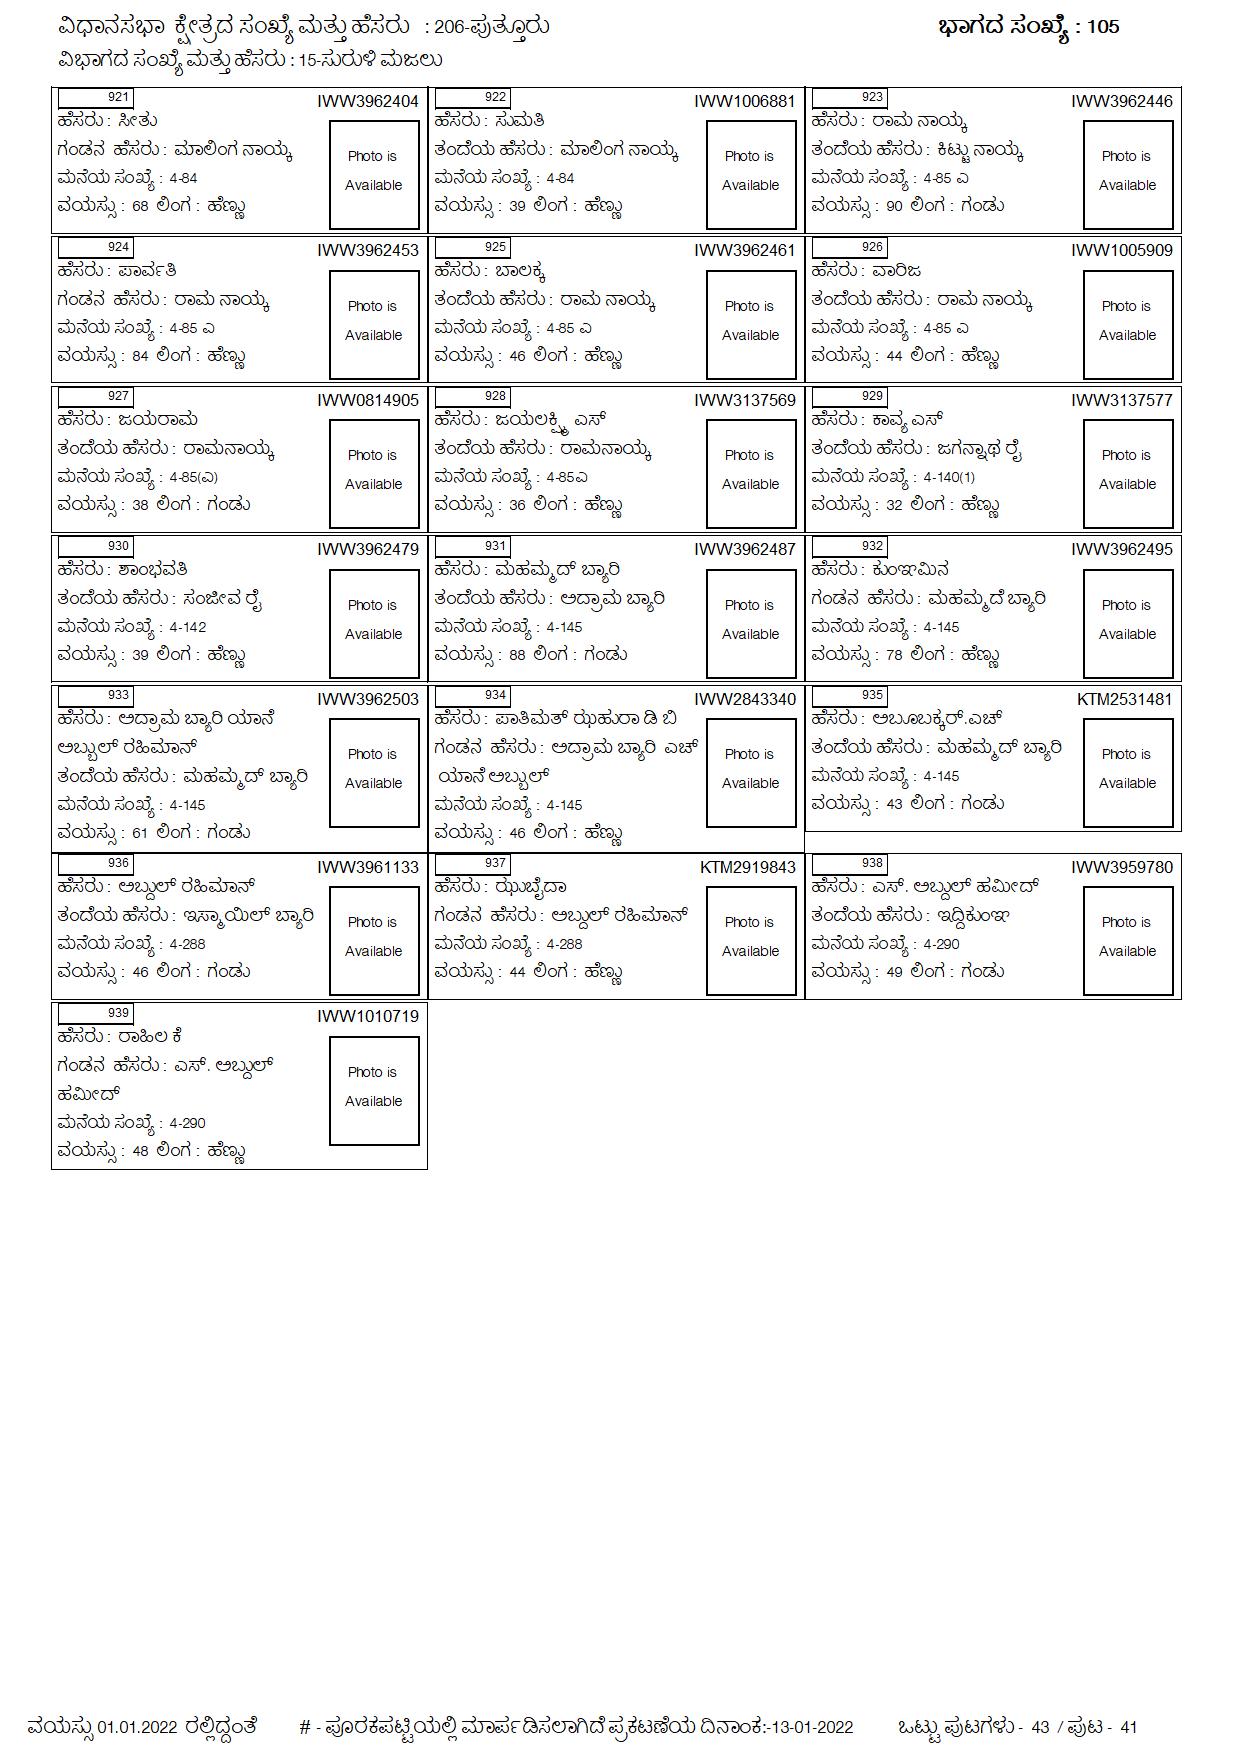 ವಿಧಾನಸಭಾ ಕ್ಷೇತ್ರದ ಸಂಖ್ಯೆ ಮತ್ತು ಹೆಸರು : 206-ಪುತ್ತೂರು ಭಾಗದ ಸಂಖ್ಯೆ : 105
ವಿಭಾಗದ ಸಂಖ್ಯೆ ಮತ್ತು ಹೆಸರು : 15-ಸುರುಳಿ ಮಜಲು
921 IWW3962404
ಹೆಸರು : ಸೀತು
ಗಂಡನ ಹೆಸರು : ಮಾಲಿಂಗ ನಾಯ್ಕ
ಮನೆಯ ಸಂಖ್ಯೆ : 4-84
ವಯಸ್ಸು : 68 ಲಿಂಗ : ಹೆಣ್ಣು
Photo is
Available
922 IWW1006881
ಹೆಸರು : ಸುಮತಿ
ತಂದೆಯ ಹೆಸರು : ಮಾಲಿಂಗ ನಾಯ್ಕ
ಮನೆಯ ಸಂಖ್ಯೆ : 4-84
ವಯಸ್ಸು : 39 ಲಿಂಗ : ಹೆಣ್ಣು
Photo is
Available
923 IWW3962446
ಹೆಸರು : ರಾಮ ನಾಯ್ಕ
ತಂದೆಯ ಹೆಸರು : ಕಿಟ್ಟು ನಾಯ್ಕ
ಮನೆಯ ಸಂಖ್ಯೆ : 4-85 ಎ
ವಯಸ್ಸು : 90 ಲಿಂಗ : ಗಂಡು
Photo is
Available
924 IWW3962453
ಹೆಸರು : ಪಾರ್ವತಿ
ಗಂಡನ ಹೆಸರು : ರಾಮ ನಾಯ್ಕ
ಮನೆಯ ಸಂಖ್ಯೆ : 4-85 ಎ
ವಯಸ್ಸು : 84 ಲಿಂಗ : ಹೆಣ್ಣು
Photo is
Available
925 IWW3962461
ಹೆಸರು : ಬಾಲಕ್ಕ
ತಂದೆಯ ಹೆಸರು : ರಾಮ ನಾಯ್ಕ
ಮನೆಯ ಸಂಖ್ಯೆ : 4-85 ಎ
ವಯಸ್ಸು : 46 ಲಿಂಗ : ಹೆಣ್ಣು
Photo is
Available
926 IWW1005909
ಹೆಸರು : ವಾರಿಜ
ತಂದೆಯ ಹೆಸರು : ರಾಮ ನಾಯ್ಕ
ಮನೆಯ ಸಂಖ್ಯೆ : 4-85 ಎ
ವಯಸ್ಸು : 44 ಲಿಂಗ : ಹೆಣ್ಣು
Photo is
Available
927 IWW0814905
ಹೆಸರು : ಜಯರಾಮ
ತಂದೆಯ ಹೆಸರು : ರಾಮನಾಯ್ಕ
ಮನೆಯ ಸಂಖ್ಯೆ : 4-85(ಎ)
ವಯಸ್ಸು : 38 ಲಿಂಗ : ಗಂಡು
Photo is
Available
928 IWW3137569
ಹೆಸರು : ಜಯಲಕ್ಷ್ಮಿ ಎಸ್
ತಂದೆಯ ಹೆಸರು : ರಾಮನಾಯ್ಕ
ಮನೆಯ ಸಂಖ್ಯೆ : 4-85ಎ
ವಯಸ್ಸು : 36 ಲಿಂಗ : ಹೆಣ್ಣು
Photo is
Available
929 IWW3137577
ಹೆಸರು : ಕಾವ್ಯ ಎಸ್
ತಂದೆಯ ಹೆಸರು : ಜಗನ್ನಾಥ ರೈ
ಮನೆಯ ಸಂಖ್ಯೆ : 4-140(1)
ವಯಸ್ಸು : 32 ಲಿಂಗ : ಹೆಣ್ಣು
Photo is
Available
930 IWW3962479
ಹೆಸರು : ಶಾಂಭವತಿ
ತಂದೆಯ ಹೆಸರು : ಸಂಜೀವ ರೈ
ಮನೆಯ ಸಂಖ್ಯೆ : 4-142
ವಯಸ್ಸು : 39 ಲಿಂಗ : ಹೆಣ್ಣು
Photo is
Available
931 IWW3962487
ಹೆಸರು : ಮಹಮ್ಮದ್ ಬ್ಯಾರಿ
ತಂದೆಯ ಹೆಸರು : ಅದ್ರಾಮ ಬ್ಯಾರಿ
ಮನೆಯ ಸಂಖ್ಯೆ : 4-145
ವಯಸ್ಸು : 88 ಲಿಂಗ : ಗಂಡು
Photo is
Available
932 IWW3962495
ಹೆಸರು : ಕುಂಞಮಿನ
ಗಂಡನ ಹೆಸರು : ಮಹಮ್ಮದೆ ಬ್ಯಾರಿ
ಮನೆಯ ಸಂಖ್ಯೆ : 4-145
ವಯಸ್ಸು : 78 ಲಿಂಗ : ಹೆಣ್ಣು
Photo is
Available
933 IWW3962503
ಹೆಸರು : ಅದ್ರಾಮ ಬ್ಯಾರಿ ಯಾನೆ
ಅಬ್ಬುಲ್ ರಹಿಮಾನ್
ತಂದೆಯ ಹೆಸರು : ಮಹಮ್ಮದ್ ಬ್ಯಾರಿ
ಮನೆಯ ಸಂಖ್ಯೆ : 4-145
ವಯಸ್ಸು : 61 ಲಿಂಗ : ಗಂಡು
Photo is
Available
934 IWW2843340
ಹೆಸರು : ಪಾತಿಮತ್ ಝಹುರಾ ಡಿ ಬಿ
ಗಂಡನ ಹೆಸರು : ಅದ್ರಾಮ ಬ್ಯಾರಿ ಎಚ್
ಯಾನೆ ಅಬ್ಬುಲ್
ಮನೆಯ ಸಂಖ್ಯೆ : 4-145
ವಯಸ್ಸು : 46 ಲಿಂಗ : ಹೆಣ್ಣು
Photo is
Available
935 KTM2531481
ಹೆಸರು : ಅಬೂಬಕ್ಕರ್.ಎಚ್
ತಂದೆಯ ಹೆಸರು : ಮಹಮ್ಮದ್ ಬ್ಯಾರಿ
ಮನೆಯ ಸಂಖ್ಯೆ : 4-145
ವಯಸ್ಸು : 43 ಲಿಂಗ : ಗಂಡು
Photo is
Available
936 IWW3961133
ಹೆಸರು : ಅಬ್ದುಲ್ ರಹಿಮಾನ್
ತಂದೆಯ ಹೆಸರು : ಇಸ್ಮಾಯಿಲ್ ಬ್ಯಾರಿ
ಮನೆಯ ಸಂಖ್ಯೆ : 4-288
ವಯಸ್ಸು : 46 ಲಿಂಗ : ಗಂಡು
Photo is
Available
937 KTM2919843
ಹೆಸರು : ಝುಬೈದಾ
ಗಂಡನ ಹೆಸರು : ಅಬ್ದುಲ್ ರಹಿಮಾನ್
ಮನೆಯ ಸಂಖ್ಯೆ : 4-288
ವಯಸ್ಸು : 44 ಲಿಂಗ : ಹೆಣ್ಣು
Photo is
Available
938 IWW3959780
ಹೆಸರು : ಎಸ್. ಅಬ್ದುಲ್ ಹಮೀದ್
ತಂದೆಯ ಹೆಸರು : ಇದ್ದಿಕುಂಞ
ಮನೆಯ ಸಂಖ್ಯೆ : 4-290
ವಯಸ್ಸು : 49 ಲಿಂಗ : ಗಂಡು
Photo is
Available
939 IWW1010719
ಹೆಸರು : ರಾಹಿಲ ಕೆ
ಗಂಡನ ಹೆಸರು : ಎಸ್. ಅಬ್ದುಲ್
ಹಮೀದ್
ಮನೆಯ ಸಂಖ್ಯೆ : 4-290
ವಯಸ್ಸು : 48 ಲಿಂಗ : ಹೆಣ್ಣು
Photo is
Available
ವಯಸ್ಸು 01.01.2022 ರಲ್ಲಿದ್ದಂತೆ # - ಪೂರಕಪಟ್ಟಿಯಲ್ಲಿ ಮಾರ್ಪಡಿಸಲಾಗಿದೆ ಪ್ರಕಟಣೆಯ ದಿನಾಂಕ:-13-01-2022 ಒಟ್ಟು ಪುಟಗಳು - 43 / ಪುಟ - 41